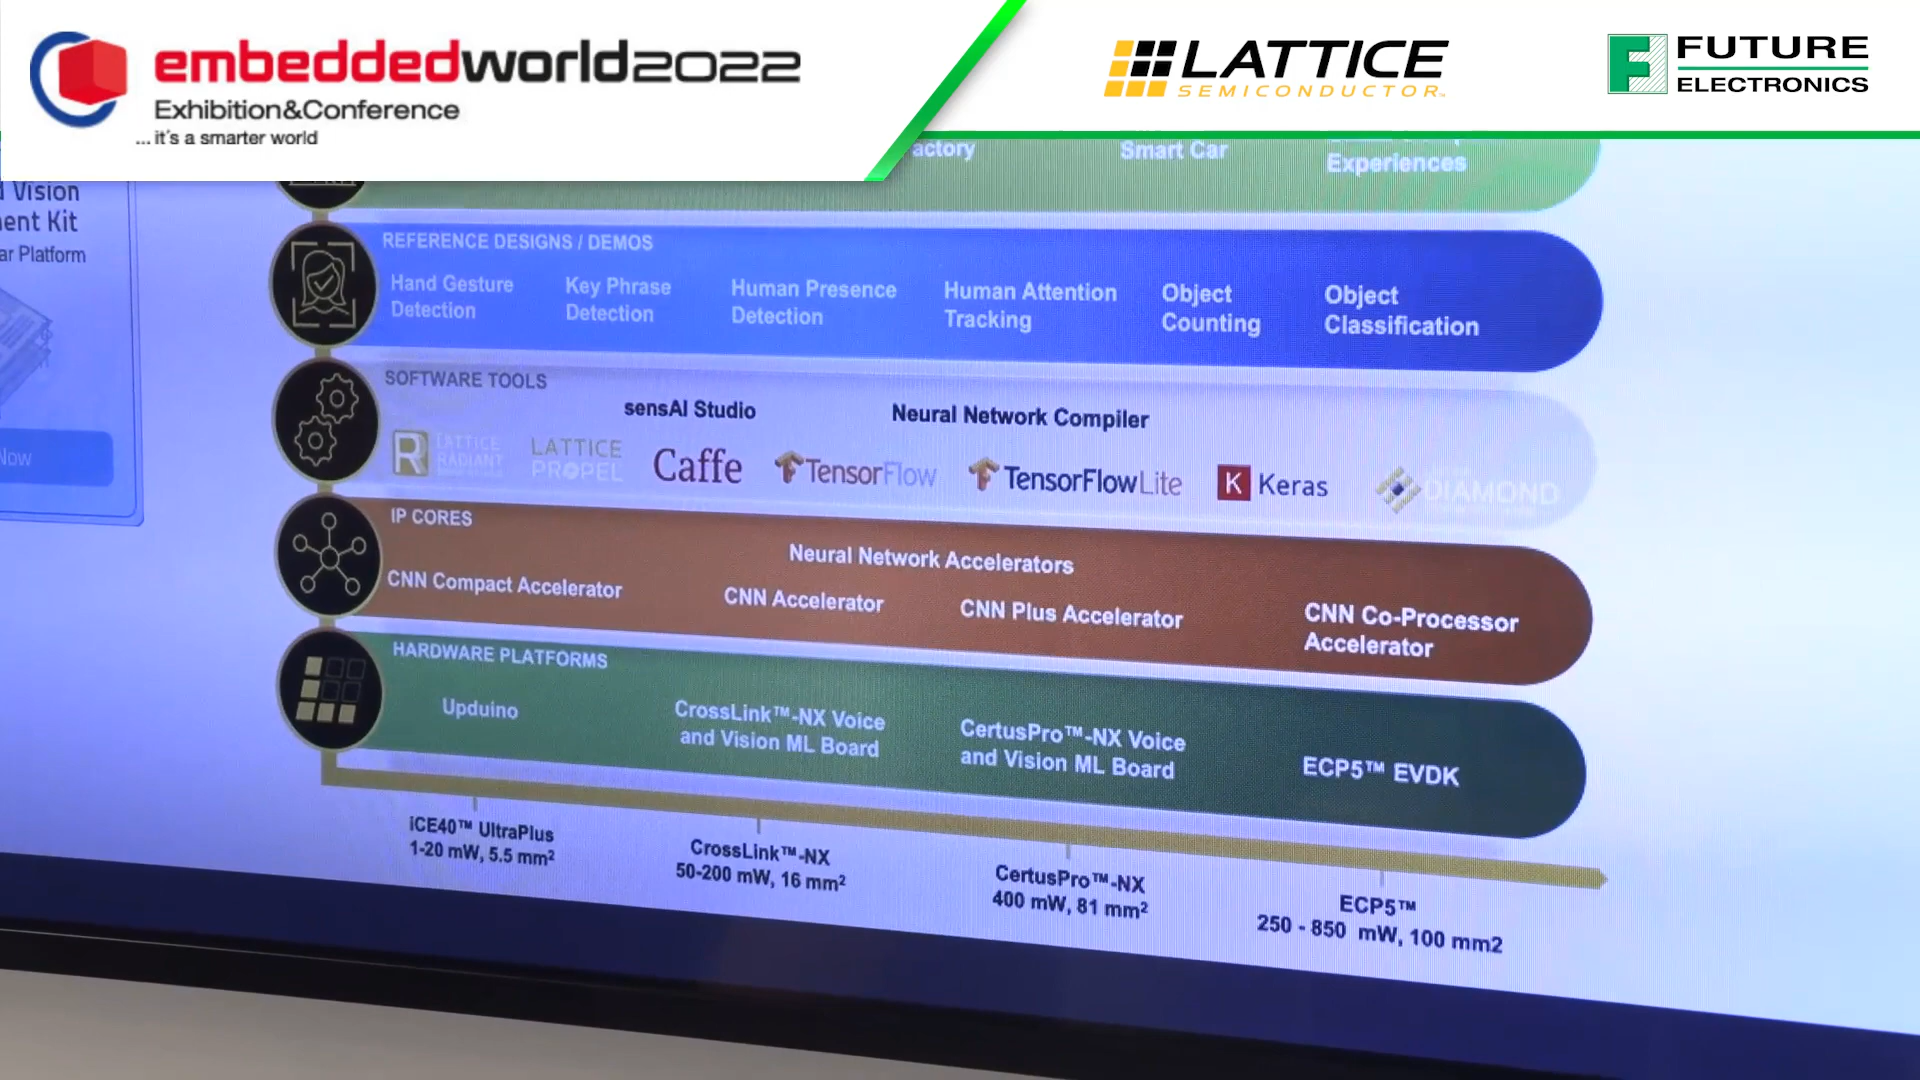 embeddedworld2022
Exhibition&Conference
... it's a smarter world
LATTICE
SEMICONDUCTOR
FUTURE
ELECTRONICS
Smart Car
Experiences
Vision
Kit
Platform
Now
REFERENCE DESIGNS / DEMOS
Hand Gesture
Detection
Key Phrase
Detection
Human Presence
Detection
Human Attention
Tracking
Object
Counting
Object
Classification
SOFTWARE TOOLS
sensAI Studio
Neural Network Compiler
R LATTICE
RADIANT
LATTICE
PROPEL
Caffe
TensorFlow
TensorFlowLite
K Keras
DIAMOND
IP CORES
Neural Network Accelerators
CNN Compact Accelerator
CNN Accelerator
CNN Plus Accelerator
CNN Co-Processor
Accelerator
HARDWARE PLATFORMS
Upduino
CrossLink™-NX Voice
and Vision ML Board
CertusPro™-NX Voice
and Vision ML Board
ECP5™ EVDK
iCE40™ UltraPlus
1-20 mW, 5.5 mm²
CrossLink™-NX
50-200 mW, 16 mm²
CertusPro™-NX
400 mW, 81 mm²
ECP5™
250 - 850 mW, 100 mm2